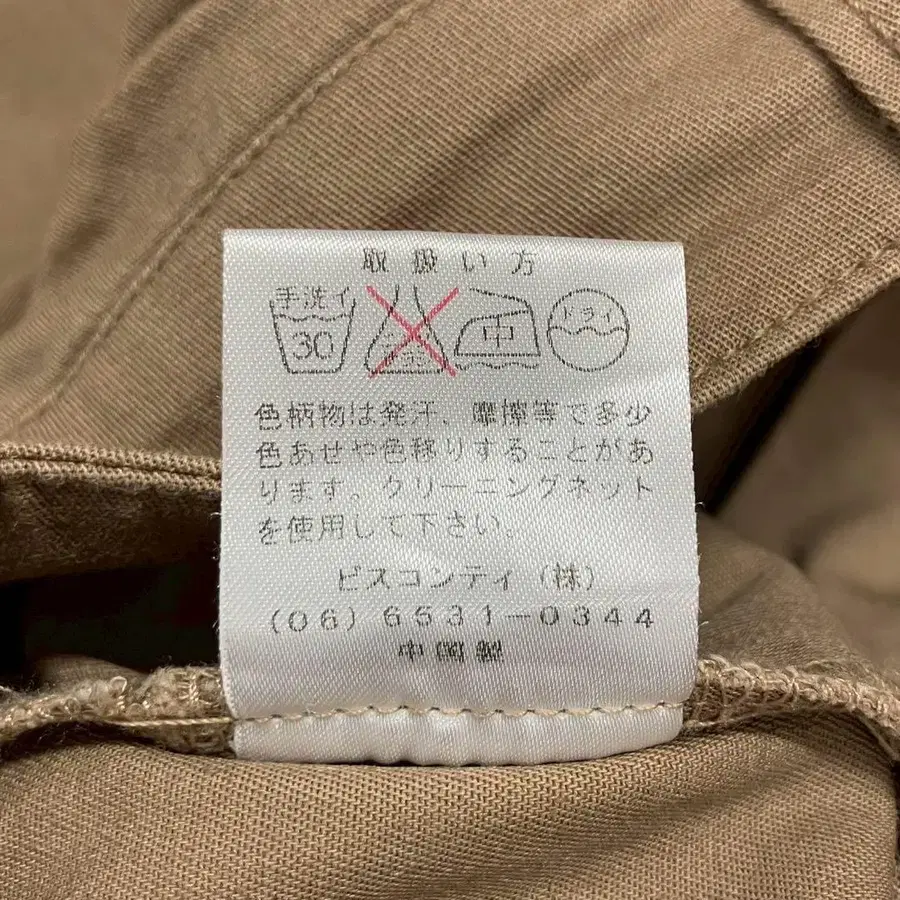 取扱い方
手洗イ
30
中
ドライ
色柄物は発汗、摩擦等で多少
色あせや色移りすることがあ
ります。クリーニングネット
を使用して下さい。
ビスコンティ(株)
(06)6531-0344
中国製